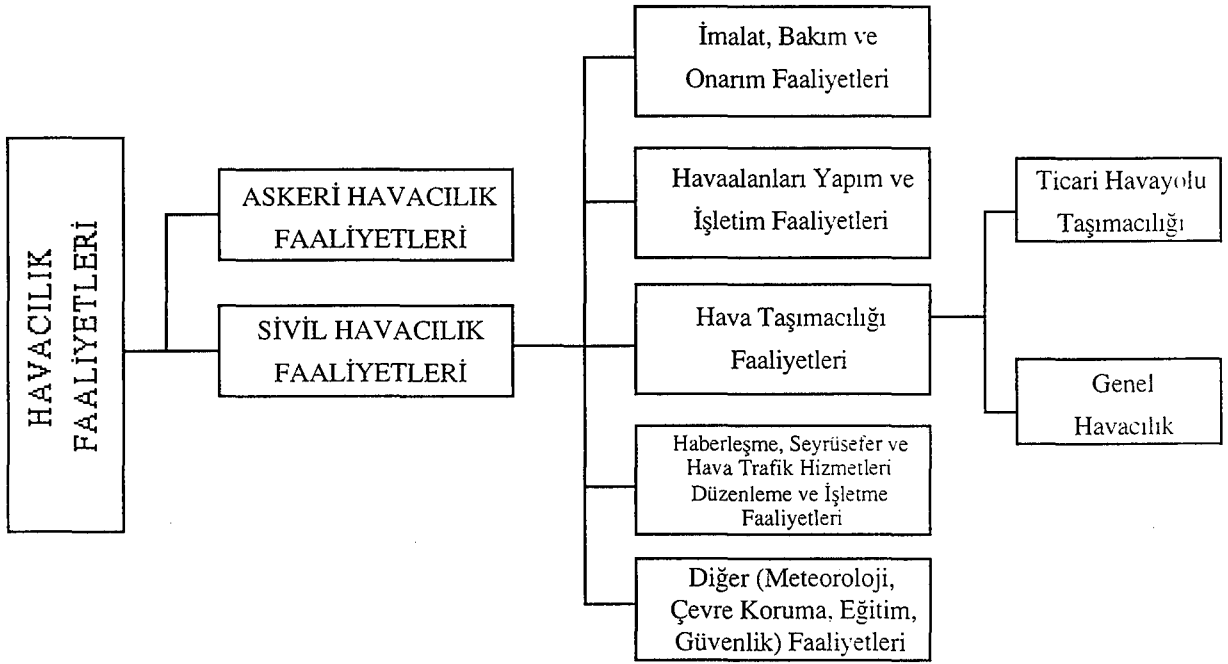 HAVACILIK
FAALİYETLERİ
ASKERİ HAVACILIK
FAALİYETLERİ
SİVİL HAVACILIK
FAALİYETLERİ
İmalat, Bakım ve
Onarım Faaliyetleri
Havaalanları Yapım ve
İşletim Faaliyetleri
Hava Taşımacılığı
Faaliyetleri
Haberleşme, Seyrüsefer ve
Hava Trafik Hizmetleri
Düzenleme ve İşletme
Faaliyetleri
Diğer (Meteoroloji,
Çevre Koruma, Eğitim,
Güvenlik) Faaliyetleri
Ticari Havayolu
Taşımacılığı
Genel
Havacılık